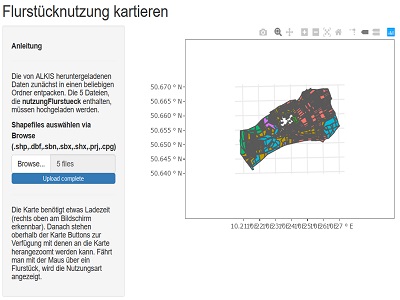 Flurstücknutzung kartieren
Anleitung
Die von ALKIS heruntergeladenen
Daten zunächst in einen beliebigen
Ordner entpacken. Die 5 Dateien,
die nutzungFlurstueck enthalten,
müssen hochgeladen werden.
Shapefiles auswählen via
Browse
(.shp,.dbf,.sbn,.sbx,.shx,.prj,.cpg)
Browse... 5 files
Upload complete
Die Karte benötigt etwas Ladezeit
(rechts oben am Bildschirm
erkennbar). Danach stehen
oberhalb der Karte Buttons zur
Verfügung mit denen an die Karte
herangezoomt werden kann. Fährt
man mit der Maus über ein
Flurstück, wird die Nutzungsart
angezeigt.
50.670 ° N
50.665 ° N
50.660 ° N
50.655 ° N
50.650 ° N
50.645 ° N
50.640 ° N